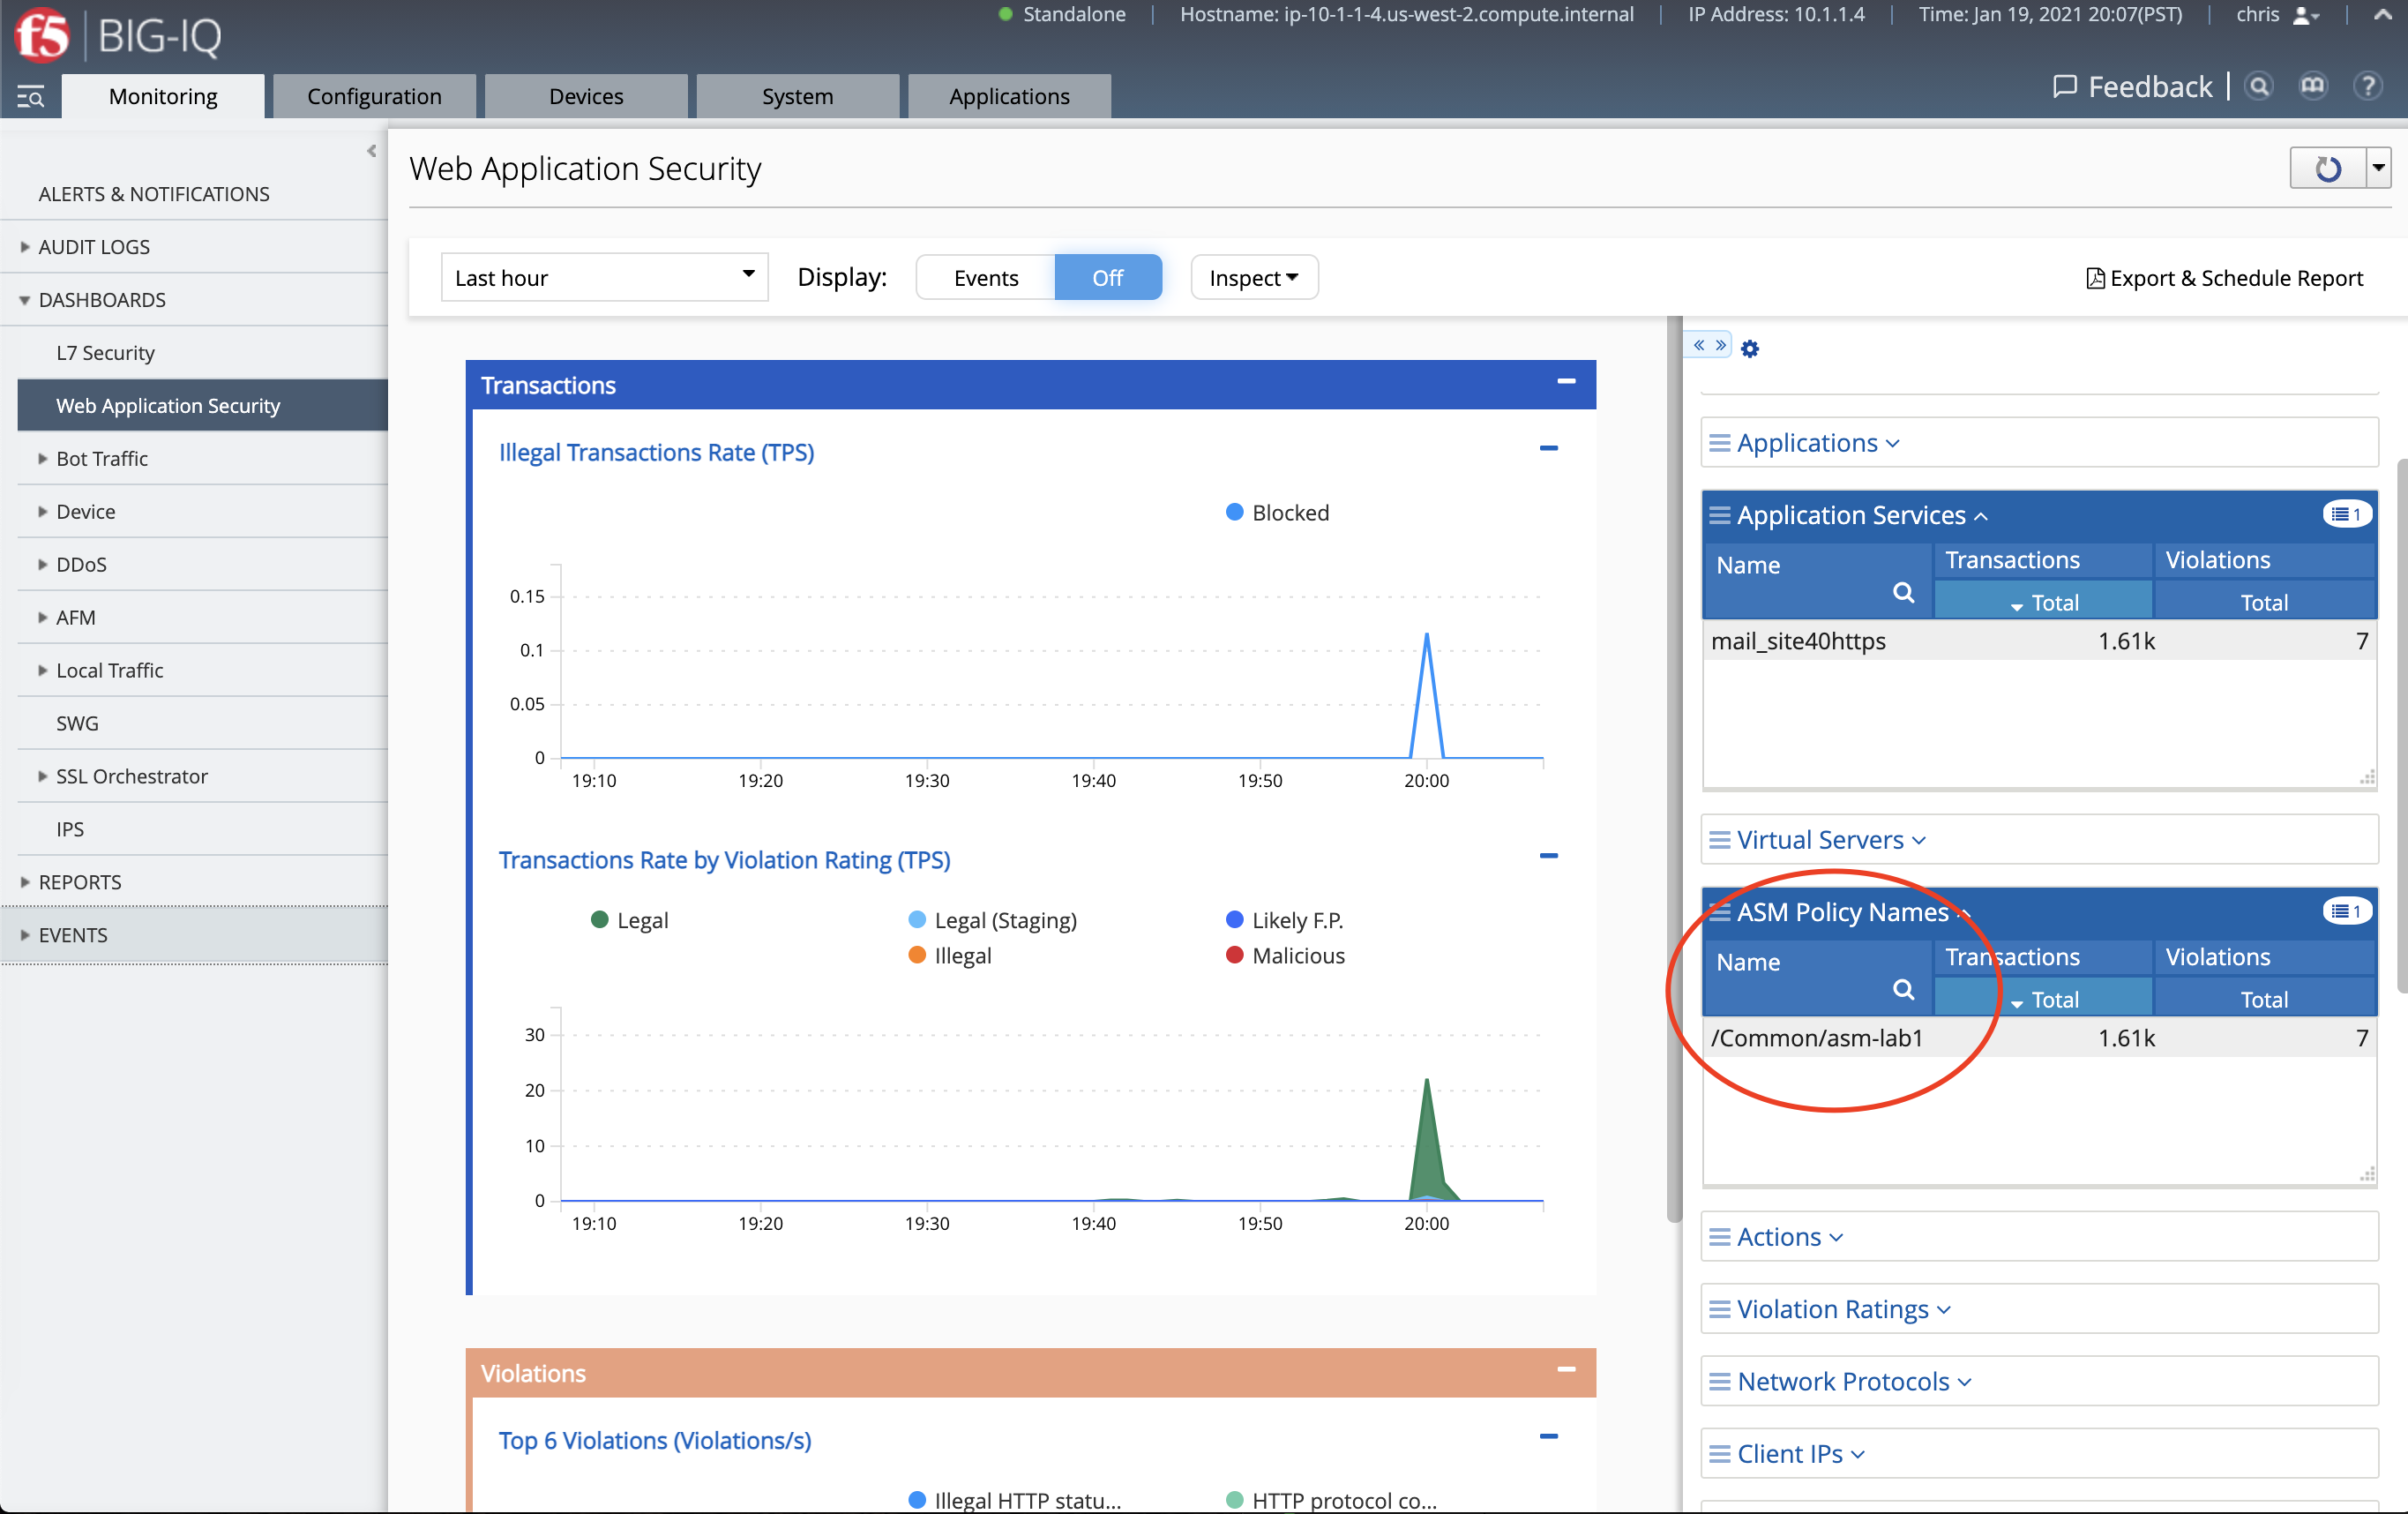 f5 BIG-IQ
Standalone
Hostname: ip-10-1-1-4.us-west-2.compute.internal
IP Address: 10.1.1.4
Time: Jan 19, 2021 20:07(PST)
chris
Monitoring
Configuration
Devices
System
Applications
Feedback
?
ALERTS & NOTIFICATIONS
AUDIT LOGS
DASHBOARDS
L7 Security
Web Application Security
Bot Traffic
Device
DDoS
AFM
Local Traffic
SWG
SSL Orchestrator
IPS
REPORTS
EVENTS
Web Application Security
Last hour
Display:
Events
Off
Inspect
Export & Schedule Report
Transactions
Illegal Transactions Rate (TPS)
Blocked
0.15
0.1
0.05
0
19:10 19:20 19:30 19:40 19:50 20:00
Transactions Rate by Violation Rating (TPS)
Legal Legal (Staging) Likely F.P.
Illegal Malicious
30
20
10
0
19:10 19:20 19:30 19:40 19:50 20:00
Violations
Top 6 Violations (Violations/s)
Illegal HTTP statu... HTTP protocol co...
« »
Applications
Application Services 1
Name Transactions Violations
Total Total
mail_site40https 1.61k 7
Virtual Servers
ASM Policy Names 1
Name Transactions Violations
Total Total
/Common/asm-lab1 1.61k 7
Actions
Violation Ratings
Network Protocols
Client IPs